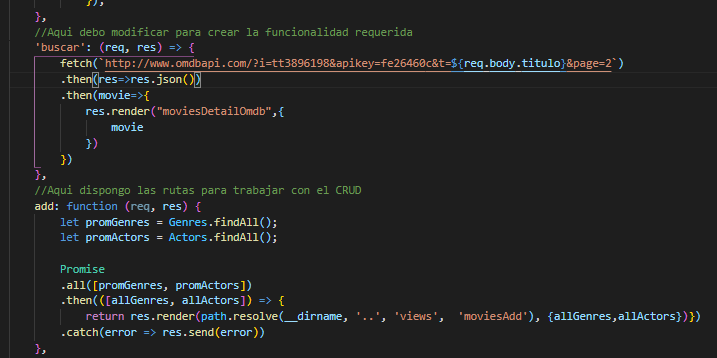 });
},
//Aqui debo modificar para crear la funcionalidad requerida
'buscar': (req, res) => {
fetch(`http://www.omdbapi.com/?i=tt3896198&apikey=fe26460c&t=${req.body.titulo}&page=2`)
.then(res=>res.json())
.then(movie=>{
res.render("moviesDetailOmdb",{
movie
})
})
},
//Aqui dispongo las rutas para trabajar con el CRUD
add: function (req, res) {
let promGenres = Genres.findAll();
let promActors = Actors.findAll();
Promise
.all([promGenres, promActors])
.then(([allGenres, allActors]) => {
return res.render(path.resolve(__dirname, '..', 'views',  'moviesAdd'), {allGenres,allActors})})
.catch(error => res.send(error))
},